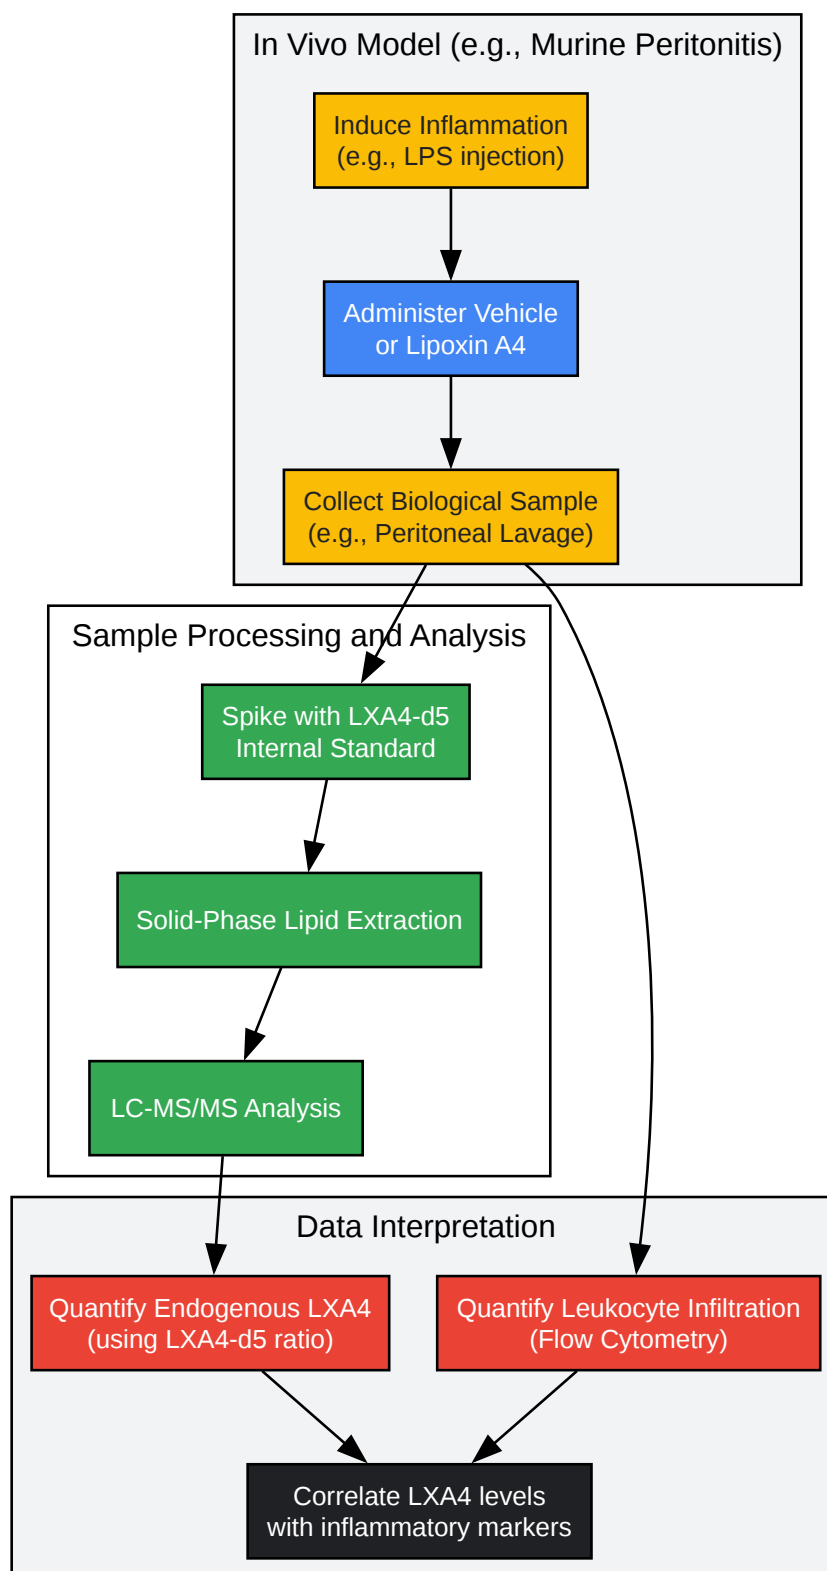 In Vivo Model (e.g., Murine Peritonitis)
Induce Inflammation
(e.g., LPS injection)
Administer Vehicle
or Lipoxin A4
Collect Biological Sample
(e.g., Peritoneal Lavage)
Sample Processing and Analysis
Spike with LXA4-d5
Internal Standard
Solid-Phase Lipid Extraction
LC-MS/MS Analysis
Data Interpretation
Quantify Endogenous LXA4
(using LXA4-d5 ratio)
Quantify Leukocyte Infiltration
(Flow Cytometry)
Correlate LXA4 levels
with inflammatory markers